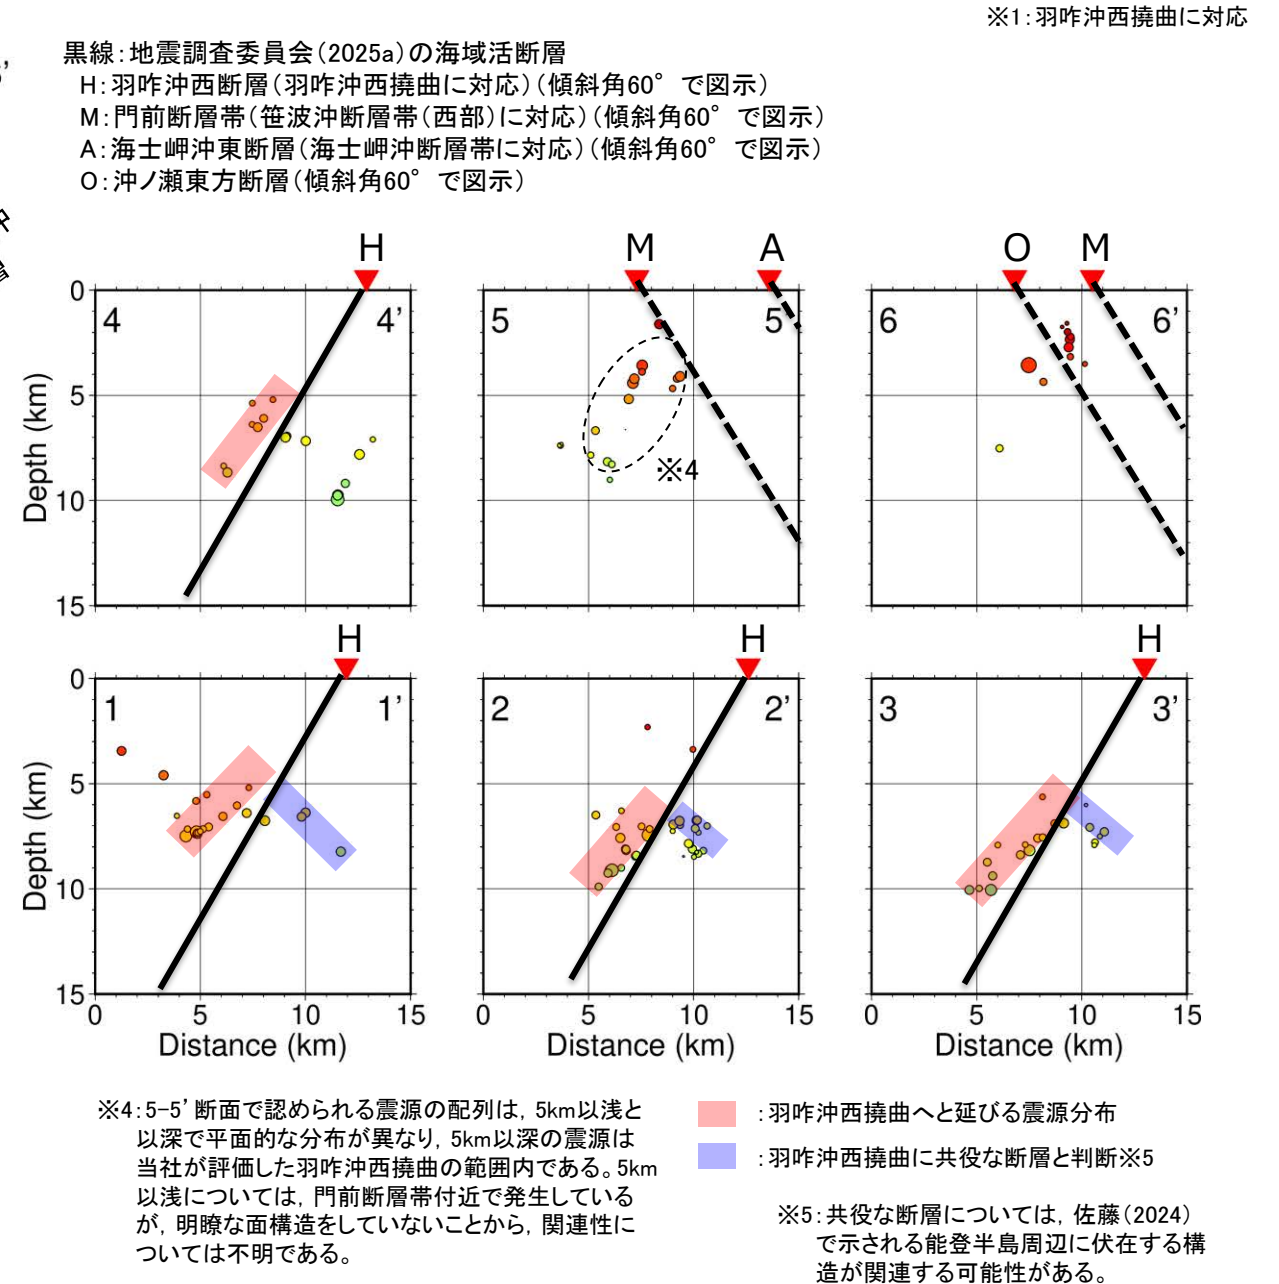 ※1：羽咋沖西撓曲に対応
黒線：地震調査委員会（2025a）の海域活断層
H：羽咋沖西断層（羽咋沖西撓曲に対応）（傾斜角60°で図示）
M：門前断層帯（笹波沖断層帯（西部）に対応）（傾斜角60°で図示）
A：海士岬沖東断層（海士岬沖断層帯に対応）（傾斜角60°で図示）
O：沖ノ瀬東方断層（傾斜角60°で図示）
H M A O M
0
4 4’ 5 5’ 6 6’
5
Depth (km)
※4
10
15
H H H
0
1 1’ 2 2’ 3 3’
5
Depth (km)
10
15
0 5 10 15 0 5 10 15 0 5 10 15
Distance (km) Distance (km) Distance (km)
※4：5−5’断面で認められる震源の配列は，5km以浅と
以深で平面的な分布が異なり，5km以深の震源は
当社が評価した羽咋沖西撓曲の範囲内である。5km
以浅については，門前断層帯付近で発生している
が，明瞭な面構造をしていないことから，関連性に
ついては不明である。
：羽咋沖西撓曲へと延びる震源分布
：羽咋沖西撓曲に共役な断層と判断※5
※5：共役な断層については，佐藤（2024）
で示される能登半島周辺に伏在する構
造が関連する可能性がある。